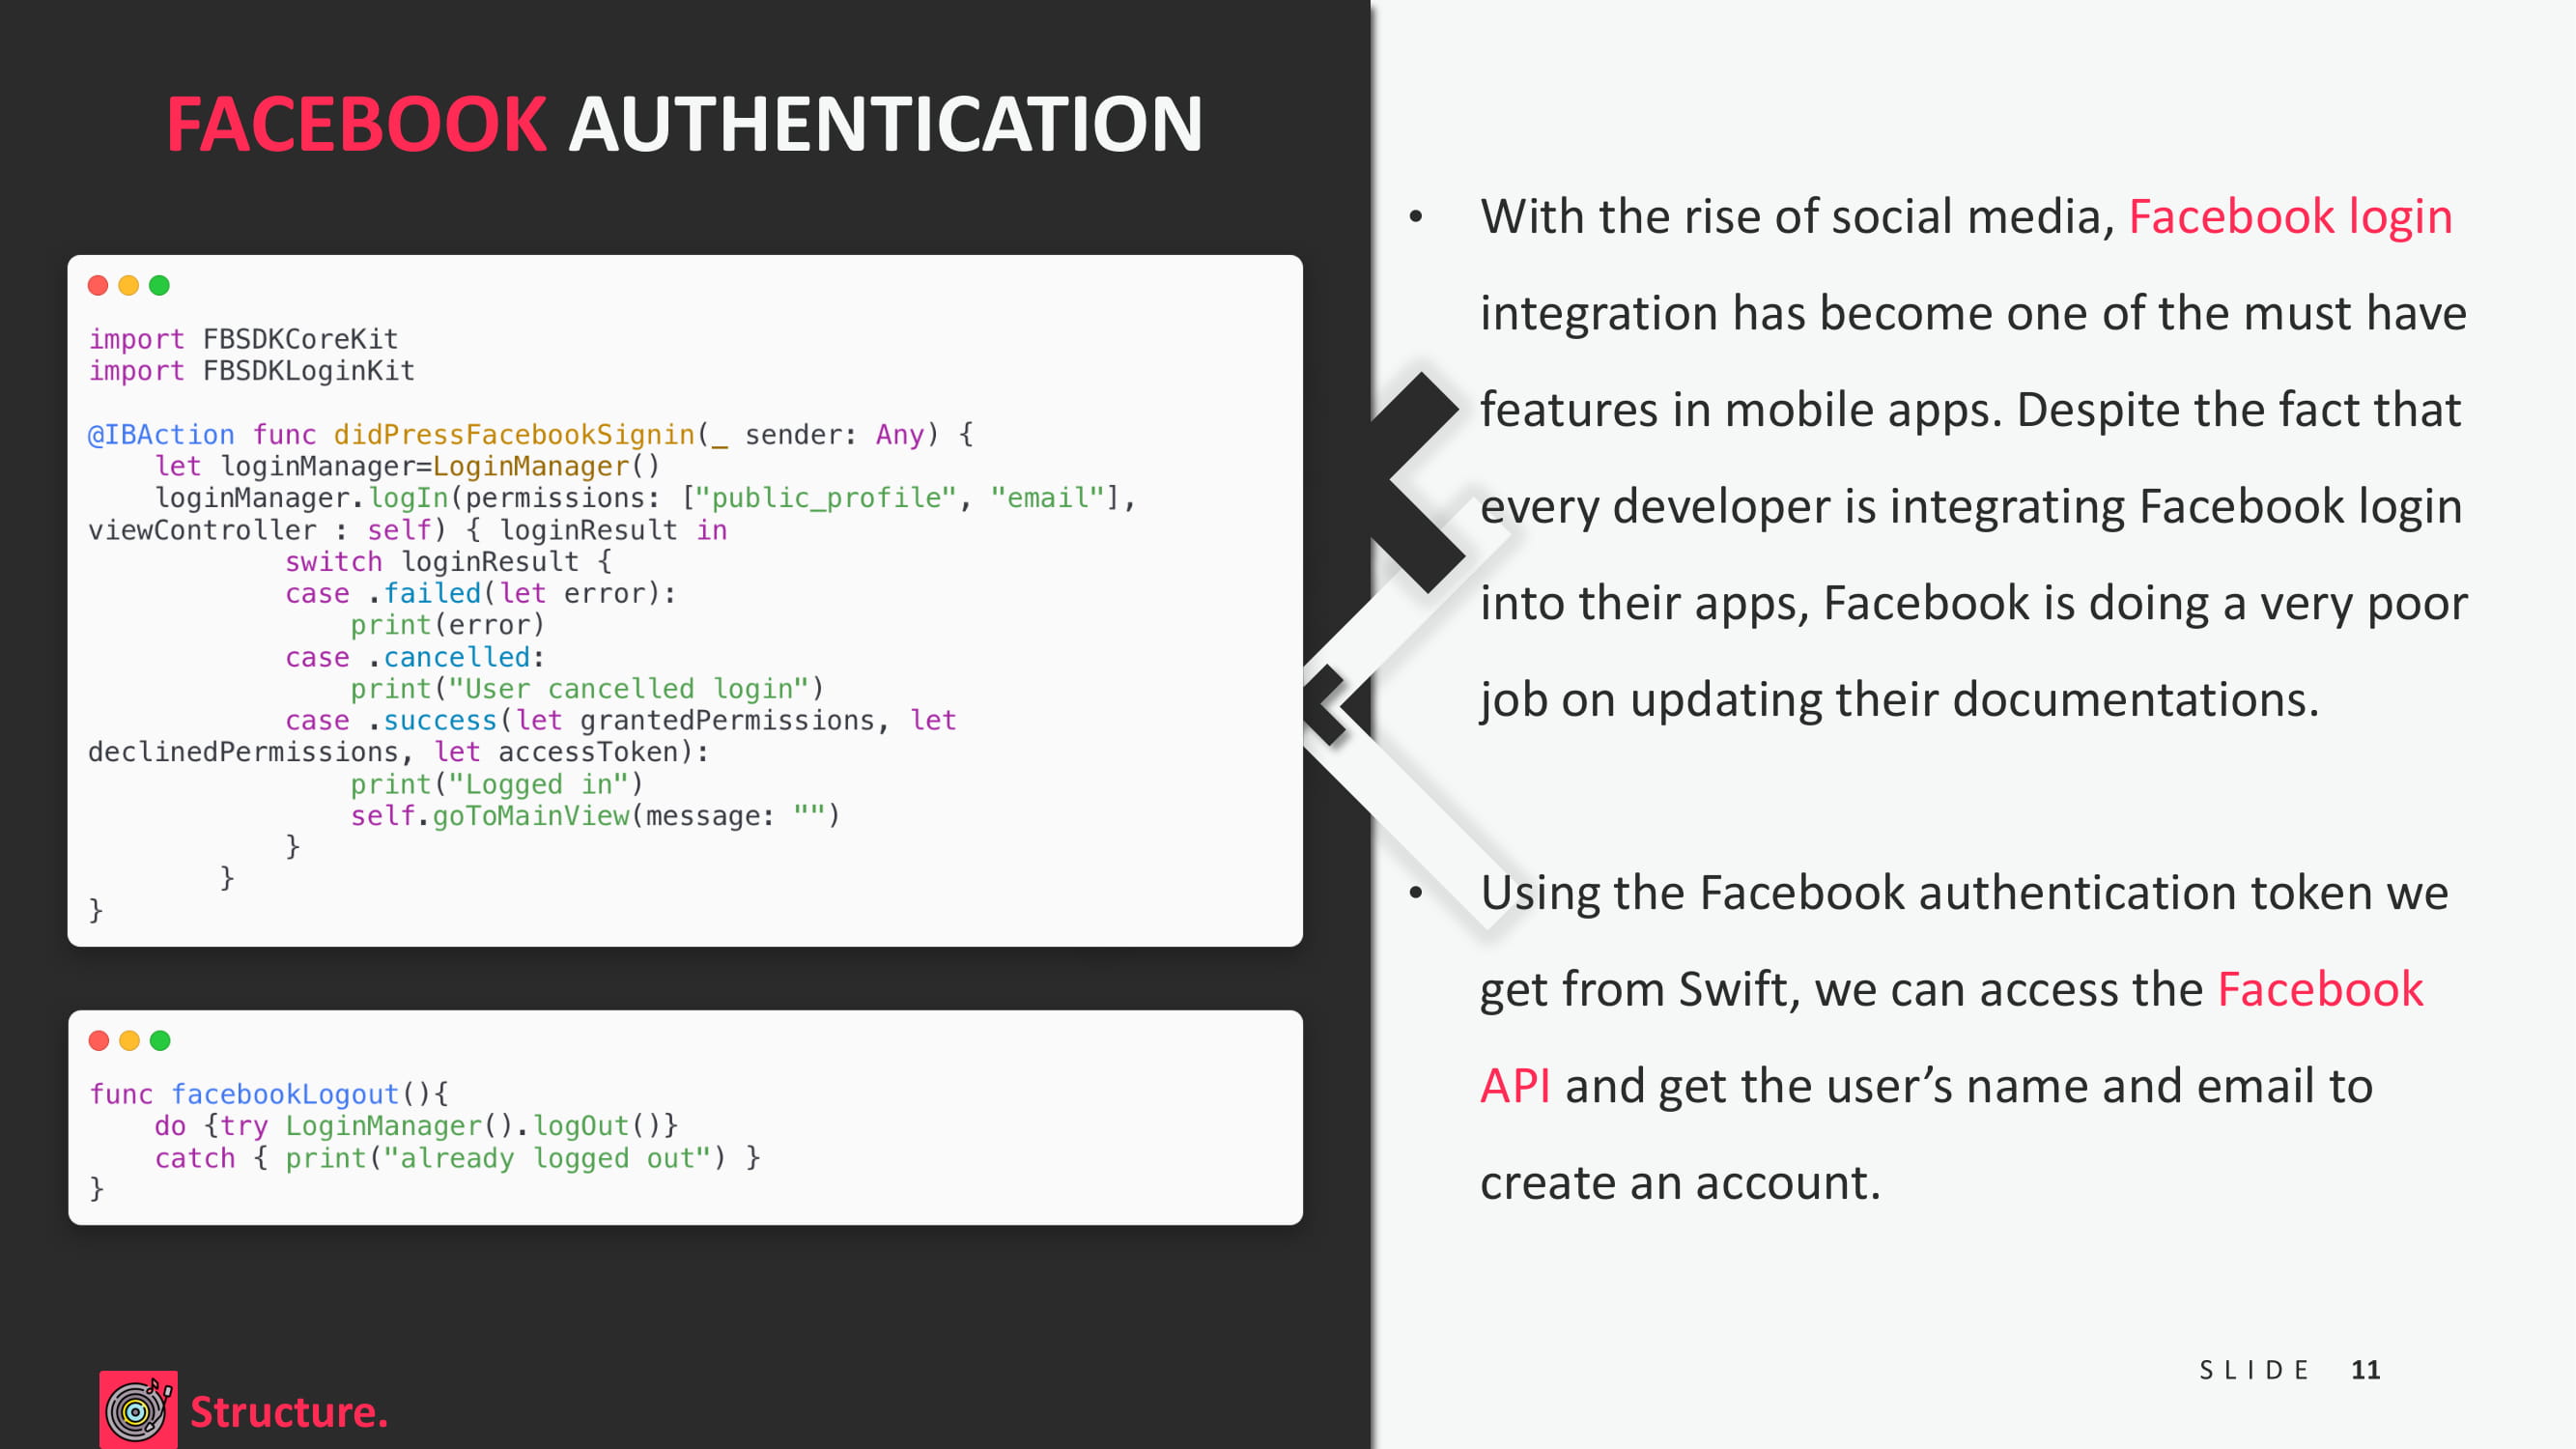 FACEBOOK AUTHENTICATION
import FBSDKCoreKit
import FBSDKLoginKit
@IBAction func didPressFacebookSignin(_ sender: Any) {
    let loginManager=LoginManager()
    loginManager.logIn(permissions: ["public_profile", "email"],
viewController : self) { loginResult in
            switch loginResult {
            case .failed(let error):
                print(error)
            case .cancelled:
                print("User cancelled login")
            case .success(let grantedPermissions, let
declinedPermissions, let accessToken):
                print("Logged in")
                self.goToMainView(message: "")
            }
        }
}
func facebookLogout(){
    do {try LoginManager().logOut()}
    catch { print("already logged out") }
}
Structure.
• With the rise of social media, Facebook login
integration has become one of the must have
features in mobile apps. Despite the fact that
every developer is integrating Facebook login
into their apps, Facebook is doing a very poor
job on updating their documentations.
• Using the Facebook authentication token we
get from Swift, we can access the Facebook
API and get the user’s name and email to
create an account.
SLIDE 11